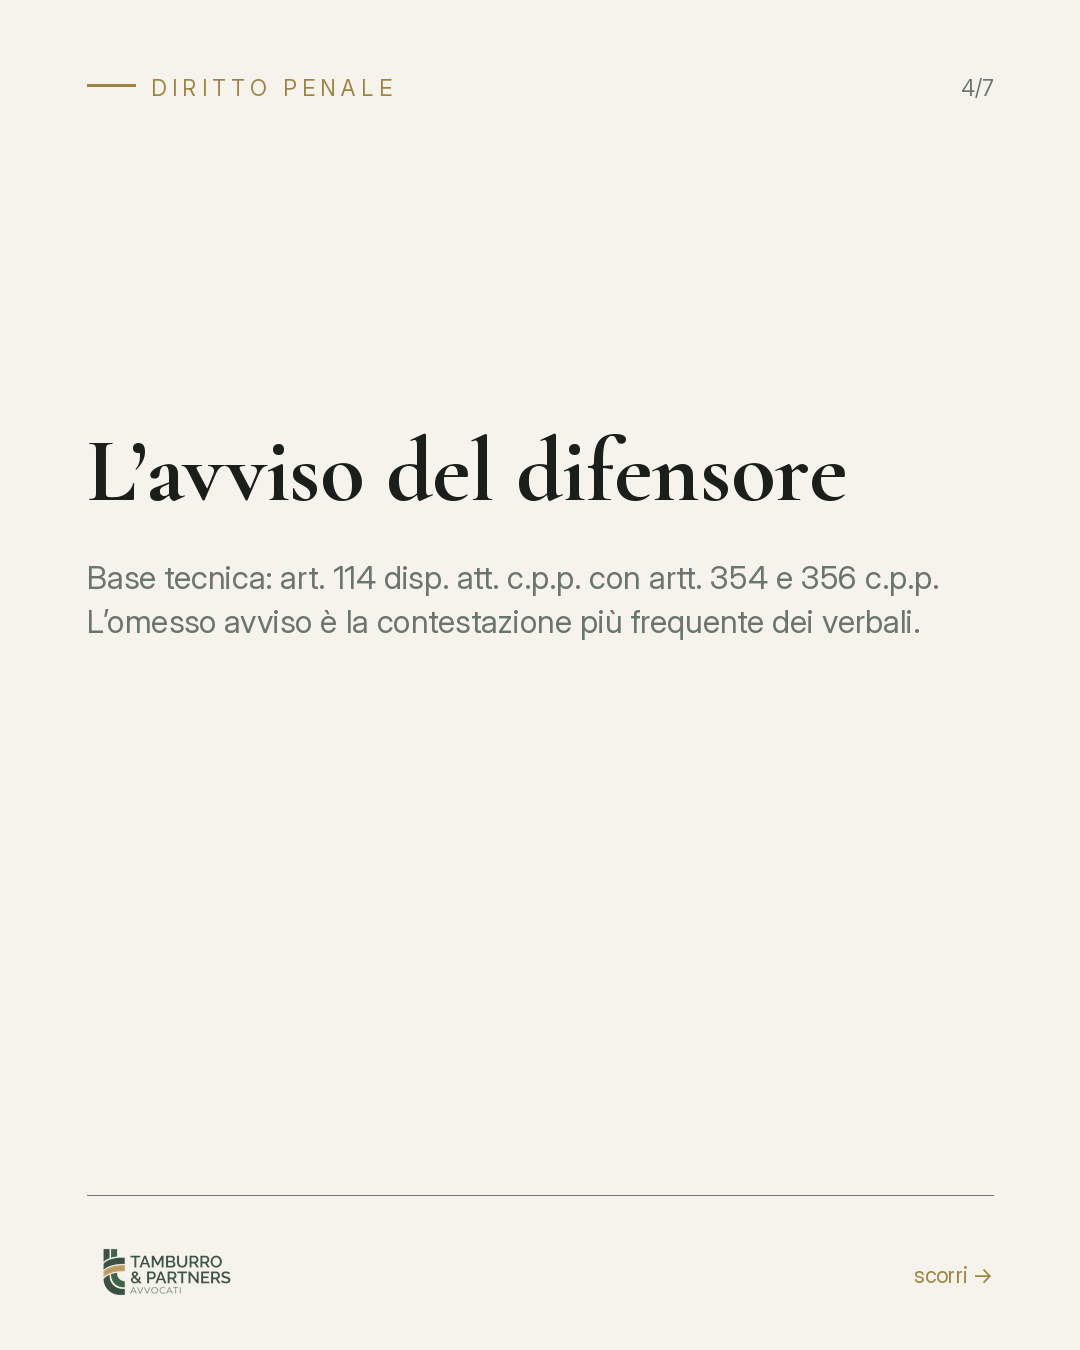 DIRITTO PENALE
4/7
L’avviso del difensore
Base tecnica: art. 114 disp. att. c.p.p. con artt. 354 e 356 c.p.p.
L’omesso avviso è la contestazione più frequente dei verbali.
TAMBURRO
& PARTNERS
AVVOCATI
scorri →